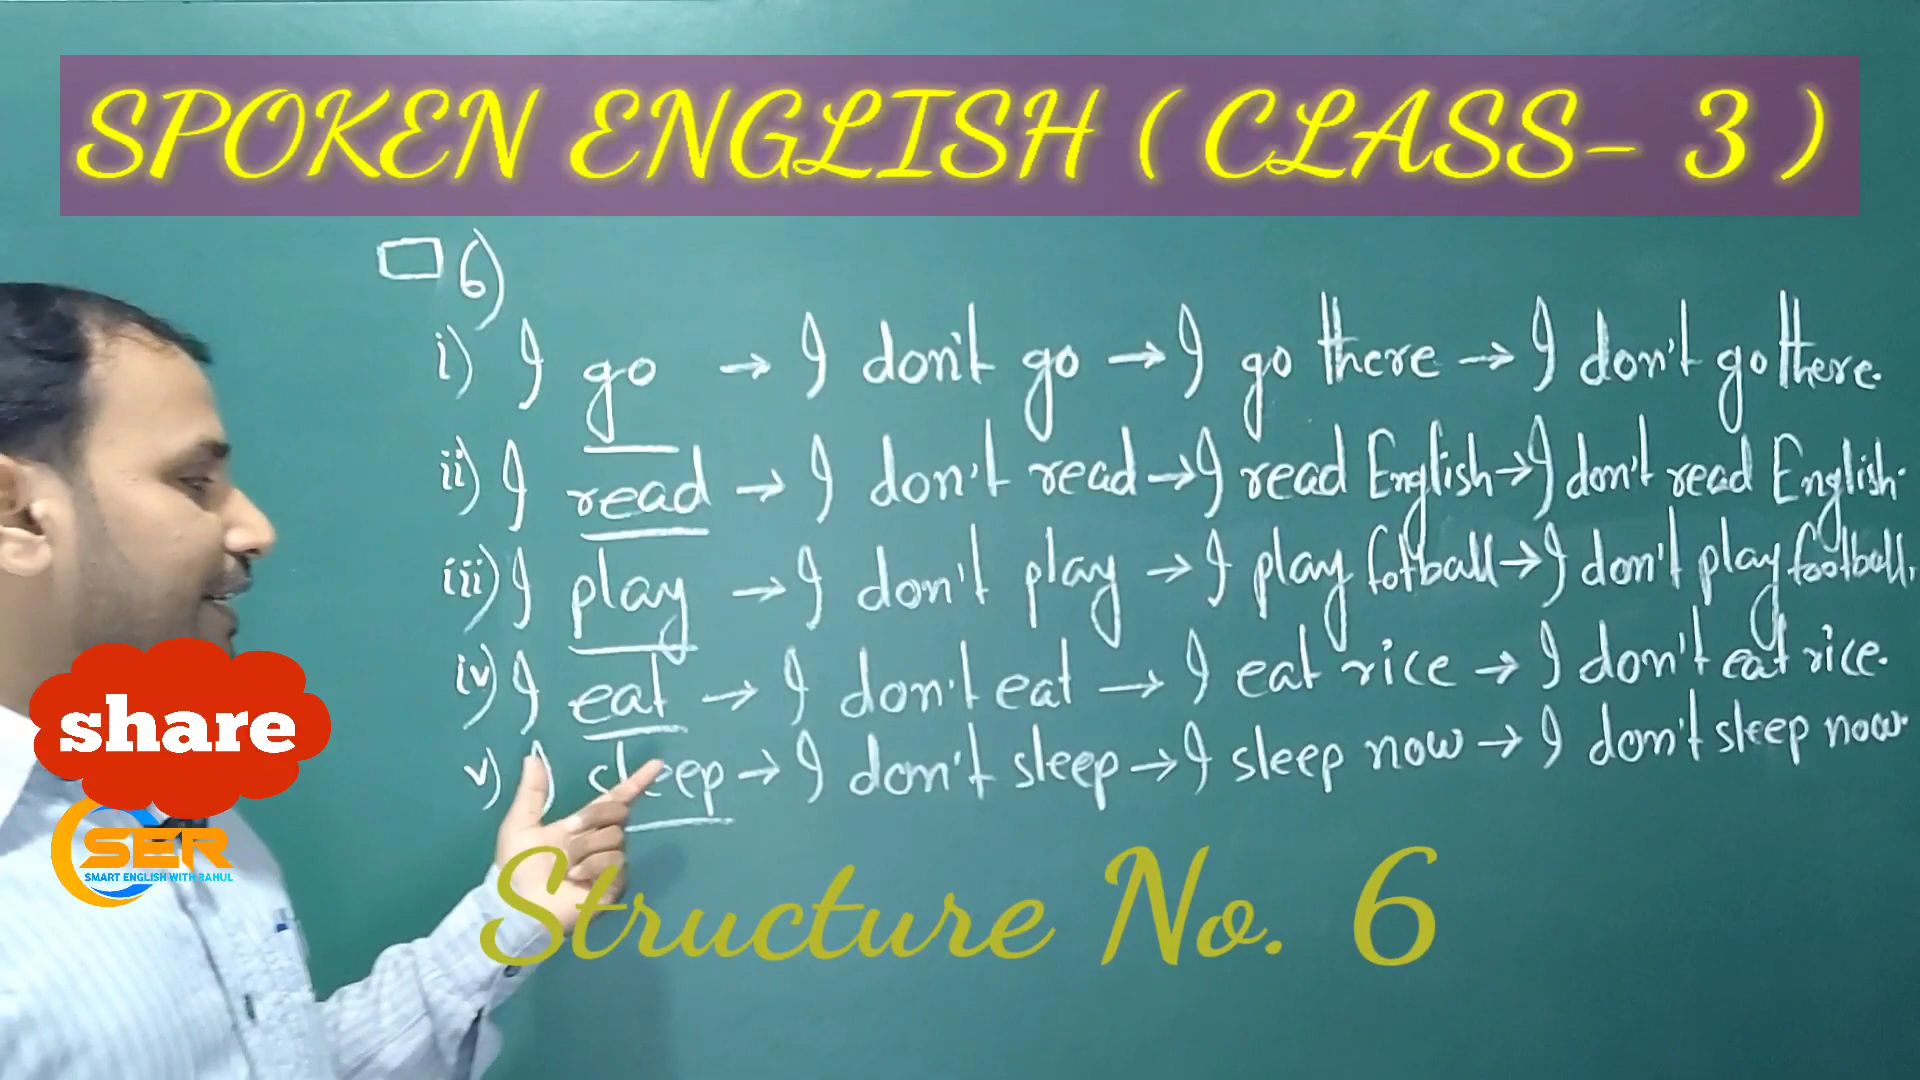 SPOKEN ENGLISH ( CLASS- 3 )
6)
i) I go → I don't go → I go there → I don't go there.
ii) I read → I don't read → I read English → I don't read English.
iii) I play → I don't play → I play fotball → I don't play football.
iv) I eat → I don't eat → I eat rice → I don't eat rice.
v) I sleep → I don't sleep → I sleep now → I don't sleep now.
share
SER
SMART ENGLISH WITH RAHUL
Structure No. 6